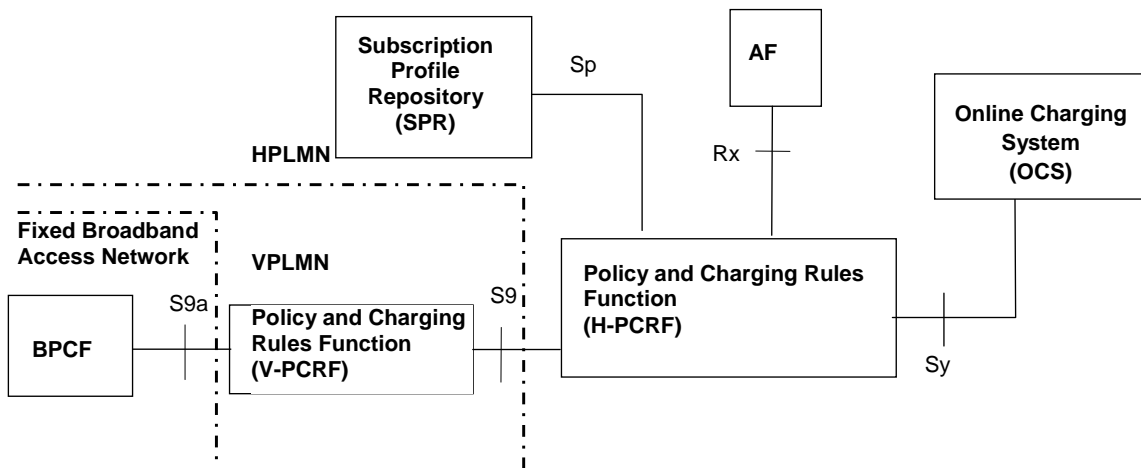 Subscription
Profile
Repository
(SPR)
Sp
AF
Rx
Online Charging
System
(OCS)
HPLMN
Fixed Broadband
Access Network
VPLMN
S9a
S9
BPCF
Policy and Charging
Rules Function
(V-PCRF)
Policy and Charging Rules
Function
(H-PCRF)
Sy